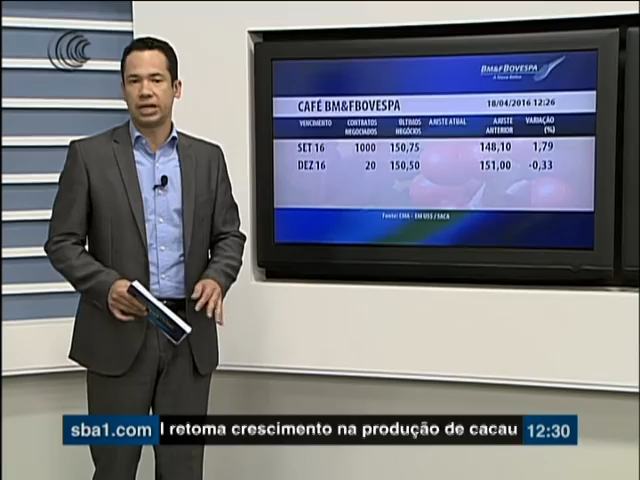 BM&FBOVESPA
A Nova Bolsa
CAFÉ BM&FBOVESPA 18/04/2016 12:26
VENCIMENTO CONTRATOS NEGOCIADOS ÚLTIMOS NEGÓCIOS AJUSTE ATUAL AJUSTE ANTERIOR VARIAÇÃO (%)
SET 16 1000 150,75 148,10 1,79
DEZ 16 20 150,50 151,00 -0,33
Fonte: CMA - EM US$ / SACA
sba1.com l retoma crescimento na produção de cacau 12:30